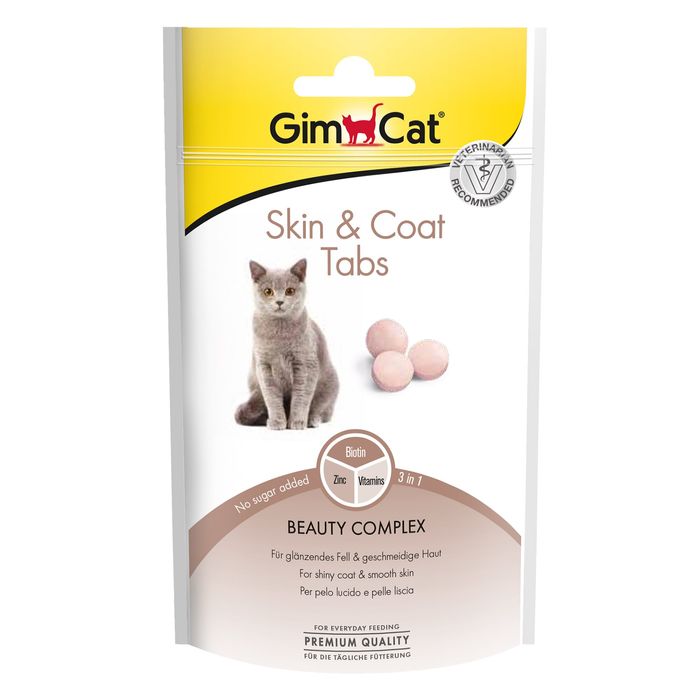 GimCat®
VETERINARIAN
RECOMMENDED
Skin & Coat
Tabs
Biotin
Zinc
Vitamins
No sugar added
3 in 1
BEAUTY COMPLEX
Für glänzendes Fell & geschmeidige Haut
For shiny coat & smooth skin
Per pelo lucido e pelle liscia
FOR EVERYDAY FEEDING
PREMIUM QUALITY
FÜR DIE TÄGLICHE FÜTTERUNG